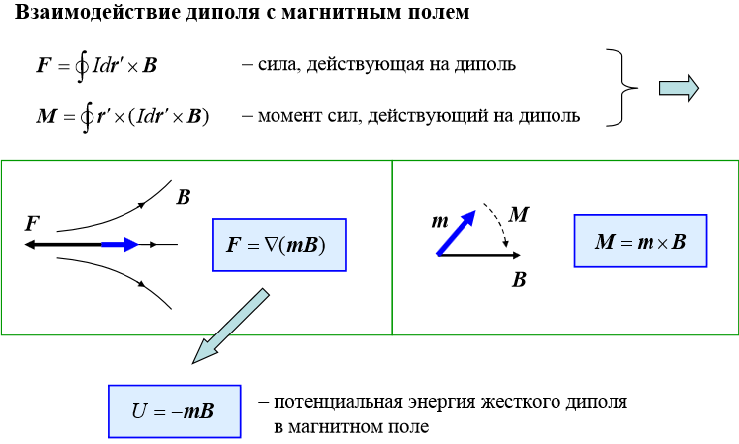 Взаимодействие диполя с магнитным полем
F = ∮Idr′ × B – сила, действующая на диполь
M = ∮r′ × (Idr′ × B) – момент сил, действующий на диполь
B
F
F = ∇(mB)
m
M
B
M = m × B
U = −mB – потенциальная энергия жесткого диполя
в магнитном поле